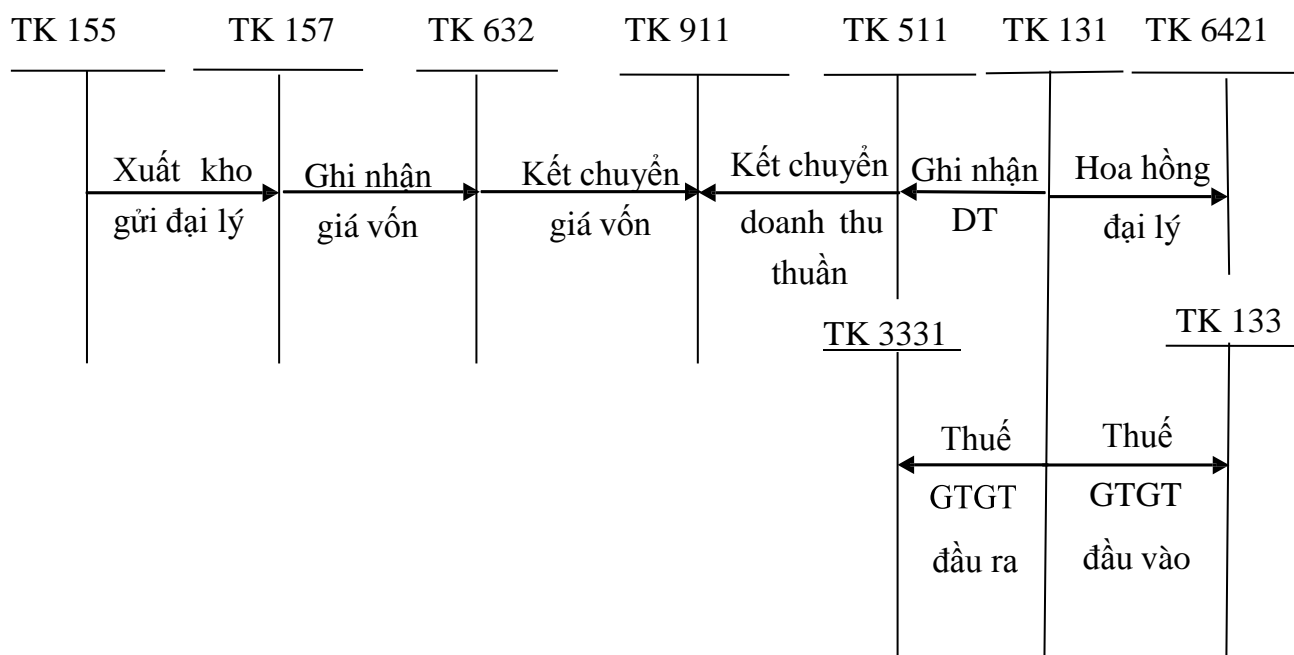 TK 155 TK 157 TK 632 TK 911 TK 511 TK 131 TK 6421
Xuất kho
gửi đại lý
Ghi nhận
giá vốn
Kết chuyển
giá vốn
Kết chuyển
doanh thu
thuần
Ghi nhận
DT
Hoa hồng
đại lý
TK 3331
TK 133
Thuế
GTGT
đầu ra
Thuế
GTGT
đầu vào